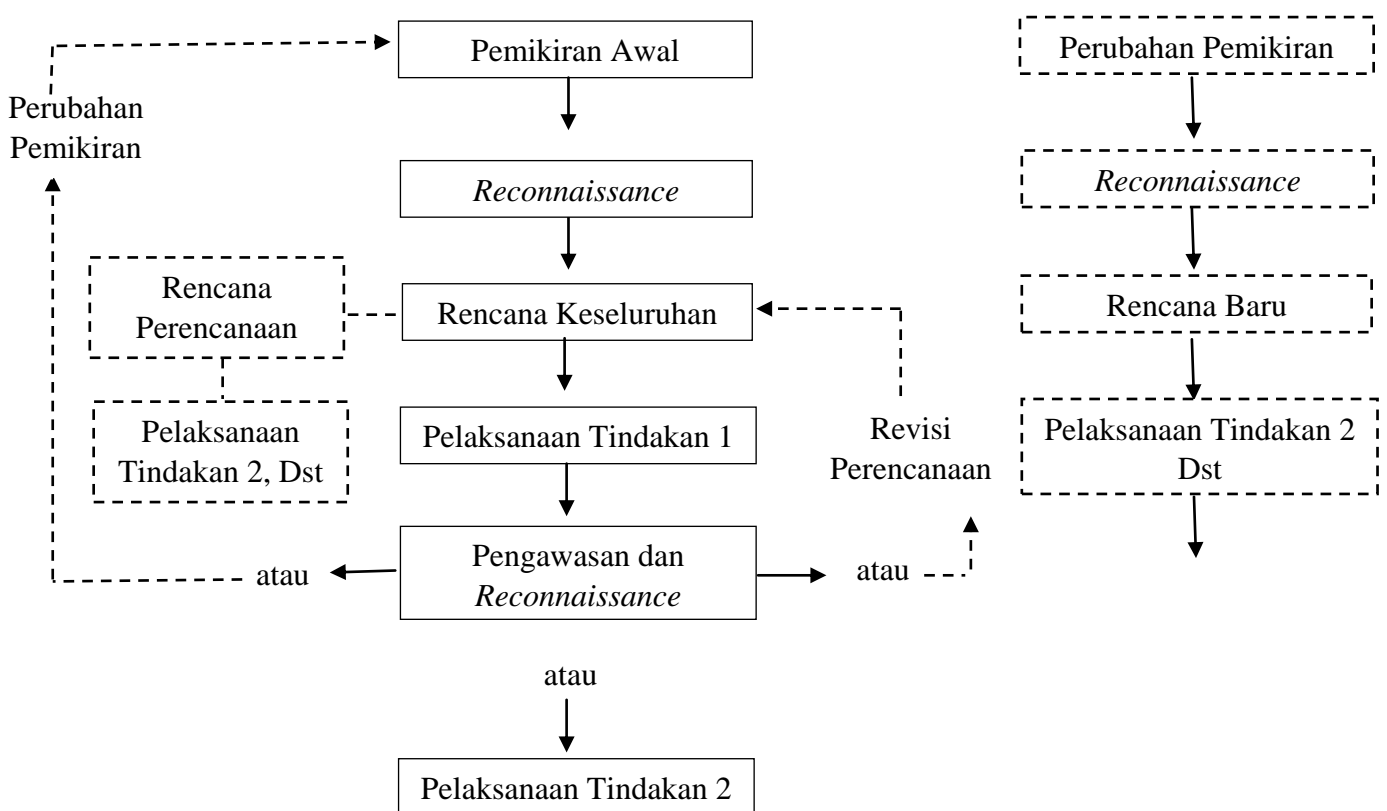 Pemikiran Awal
Perubahan Pemikiran
Perubahan
Pemikiran
Reconnaissance
Reconnaissance
Rencana
Perencanaan
Rencana Keseluruhan
Rencana Baru
Pelaksanaan
Tindakan 2, Dst
Pelaksanaan Tindakan 1
Revisi
Perencanaan
Pelaksanaan Tindakan 2
Dst
atau
Pengawasan dan
Reconnaissance
atau
atau
Pelaksanaan Tindakan 2